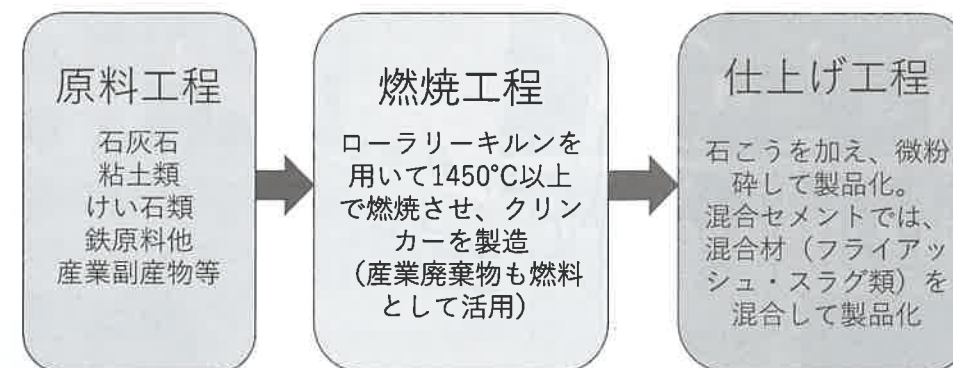 原料工程
石灰石
粘土類
けい石類
鉄原料他
産業副産物等
燃焼工程
ローラリーキルンを
用いて1450°C以上
で燃焼させ、クリン
カーを製造
（産業廃棄物も燃料
として活用）
仕上げ工程
石こうを加え、微粉
砕して製品化。
混合セメントでは、
混合材（フライアッ
シュ・スラグ類）を
混合して製品化